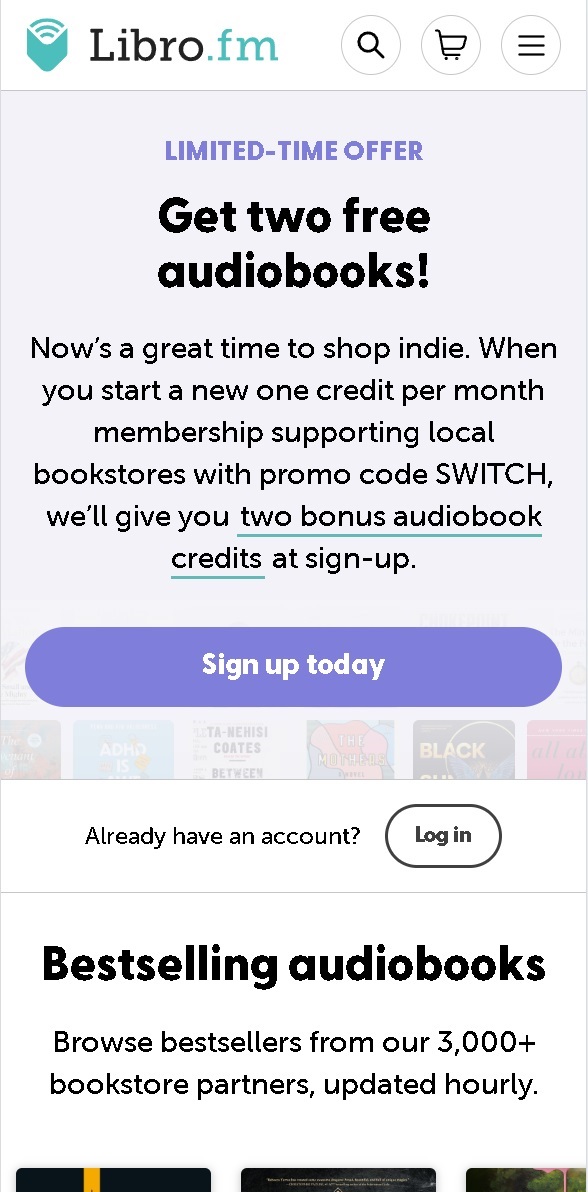 Libro.fm
LIMITED-TIME OFFER
Get two free
audiobooks!
Now’s a great time to shop indie. When
you start a new one credit per month
membership supporting local
bookstores with promo code SWITCH,
we’ll give you two bonus audiobook
credits at sign-up.
Sign up today
The
of
ADHD
IS
TA-NEHISI
COATES
BETWEEN
THE
MOTHERS
BLACK
all
Already have an account?
Log in
Bestselling audiobooks
Browse bestsellers from our 3,000+
bookstore partners, updated hourly.